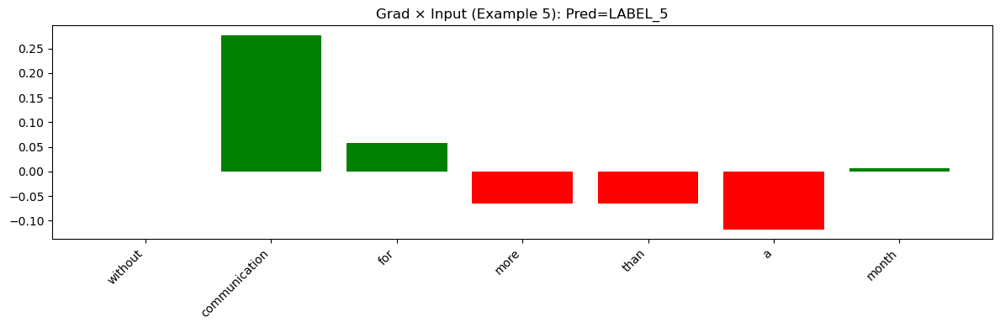 Grad × Input (Example 5): Pred=LABEL_5
0.25
0.20
0.15
0.10
0.05
0.00
−0.05
−0.10
without
communication
for
more
than
a
month